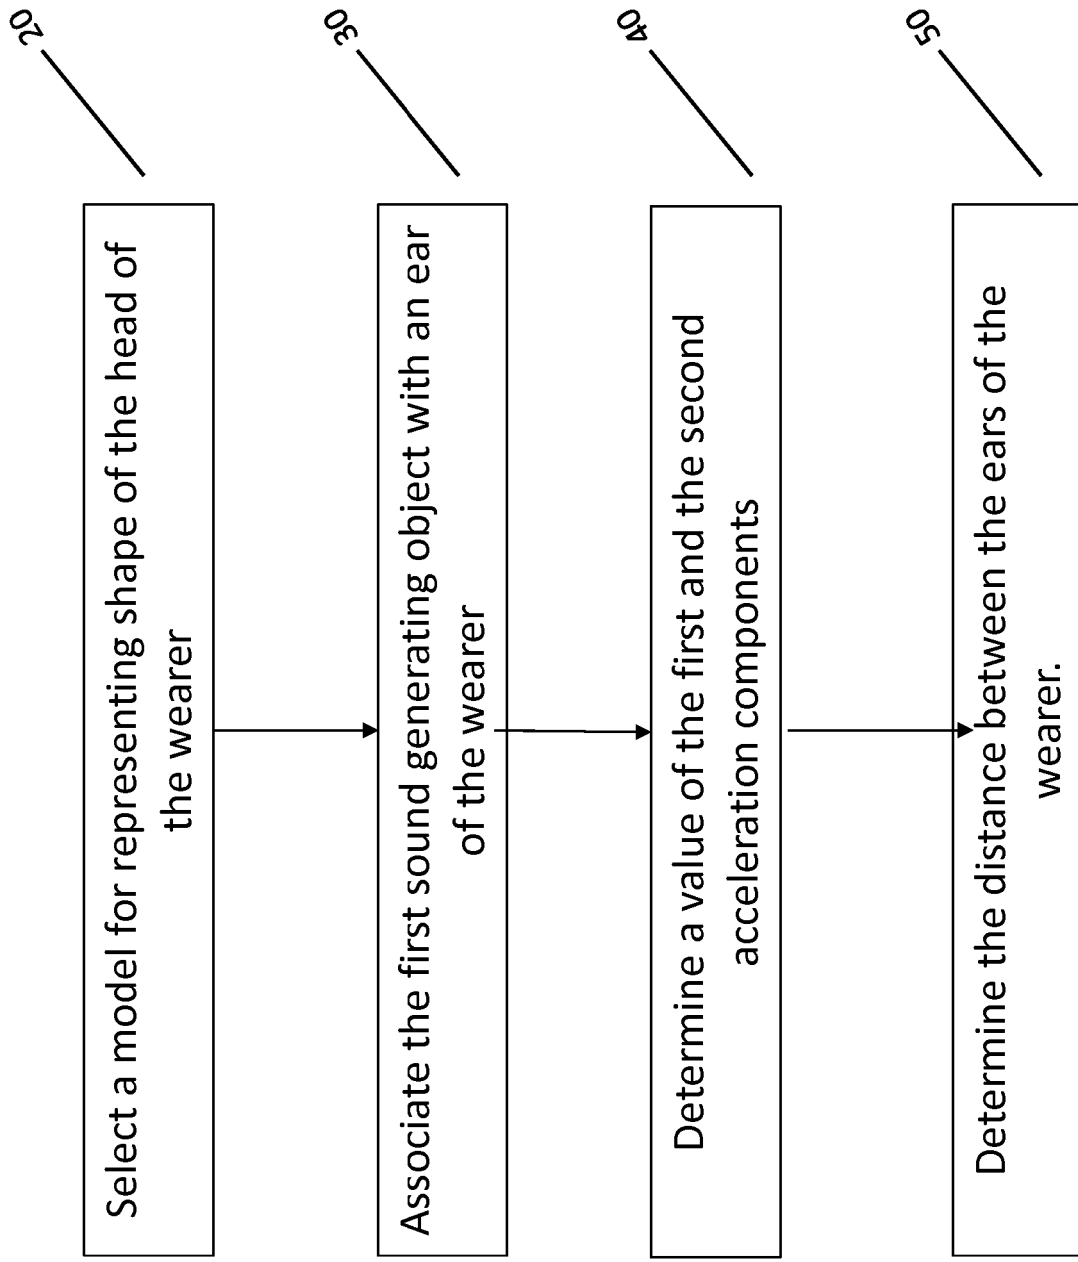 Select a model for representing shape of the head of
the wearer
20
Associate the first sound generating object with an ear
of the wearer
30
Determine a value of the first and the second
acceleration components
40
Determine the distance between the ears of the
wearer.
50